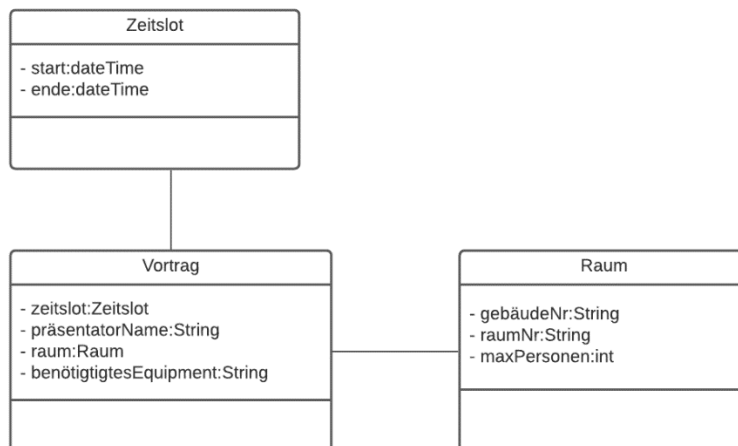 Zeitslot
- start:dateTime
- ende:dateTime
Vortrag
- zeitslot:Zeitslot
- präsentatorName:String
- raum:Raum
- benötigtigtesEquipment:String
Raum
- gebäudeNr:String
- raumNr:String
- maxPersonen:int